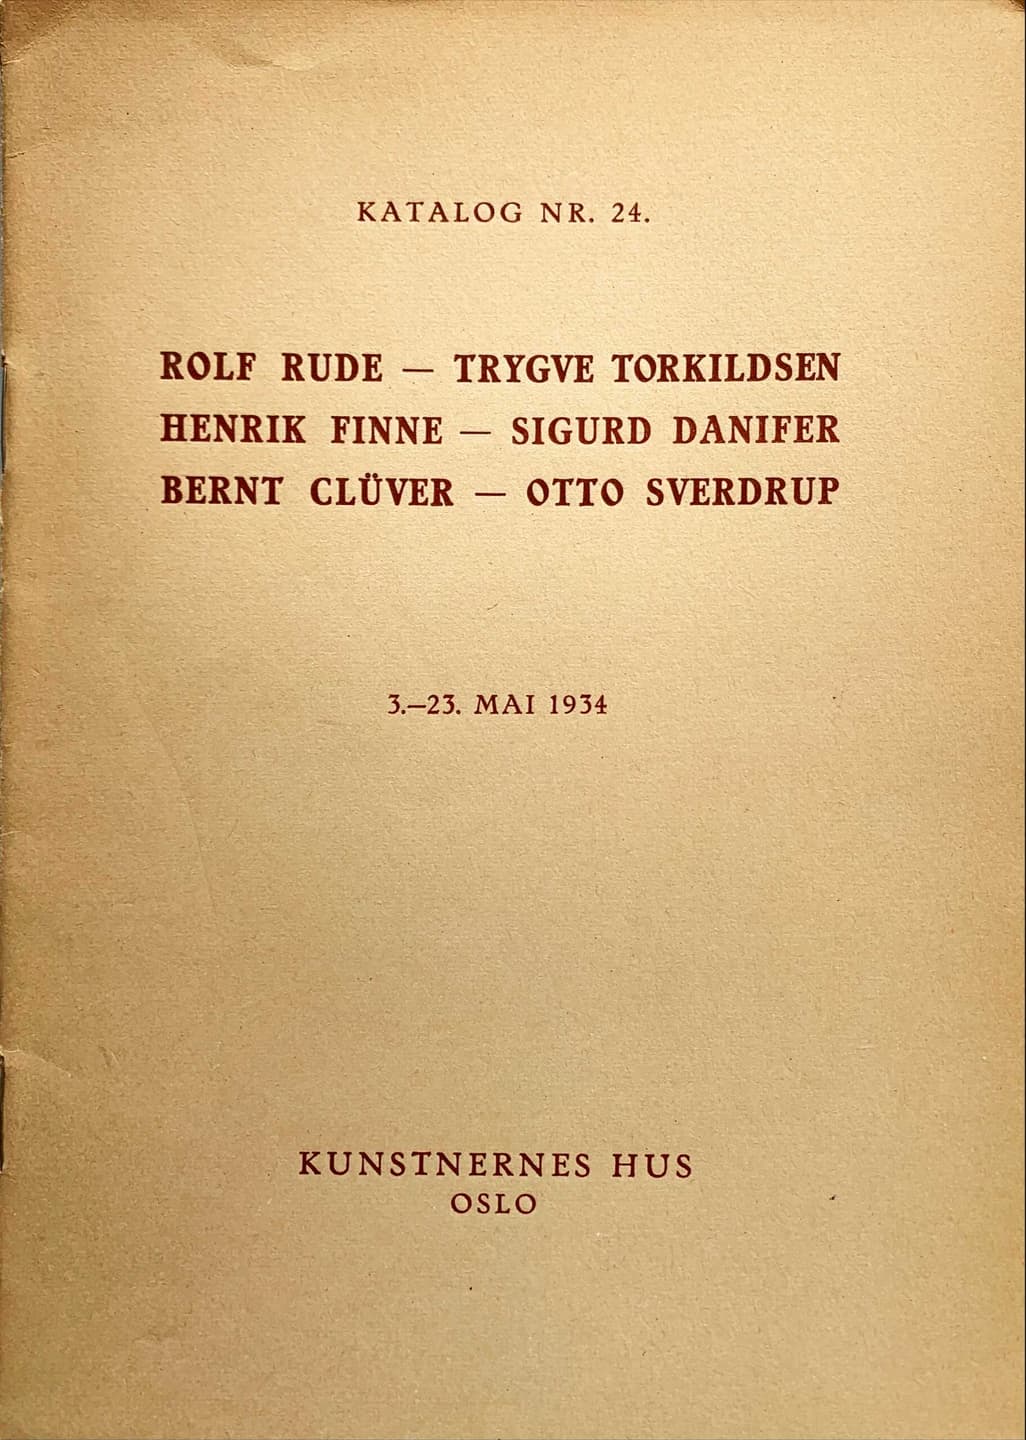 KATALOG NR. 24.
ROLF RUDE — TRYGVE TORKILDSEN
HENRIK FINNE — SIGURD DANIFER
BERNT CLÜVER — OTTO SVERDRUP
3.—23. MAI 1934
KUNSTNERNES HUS
OSLO